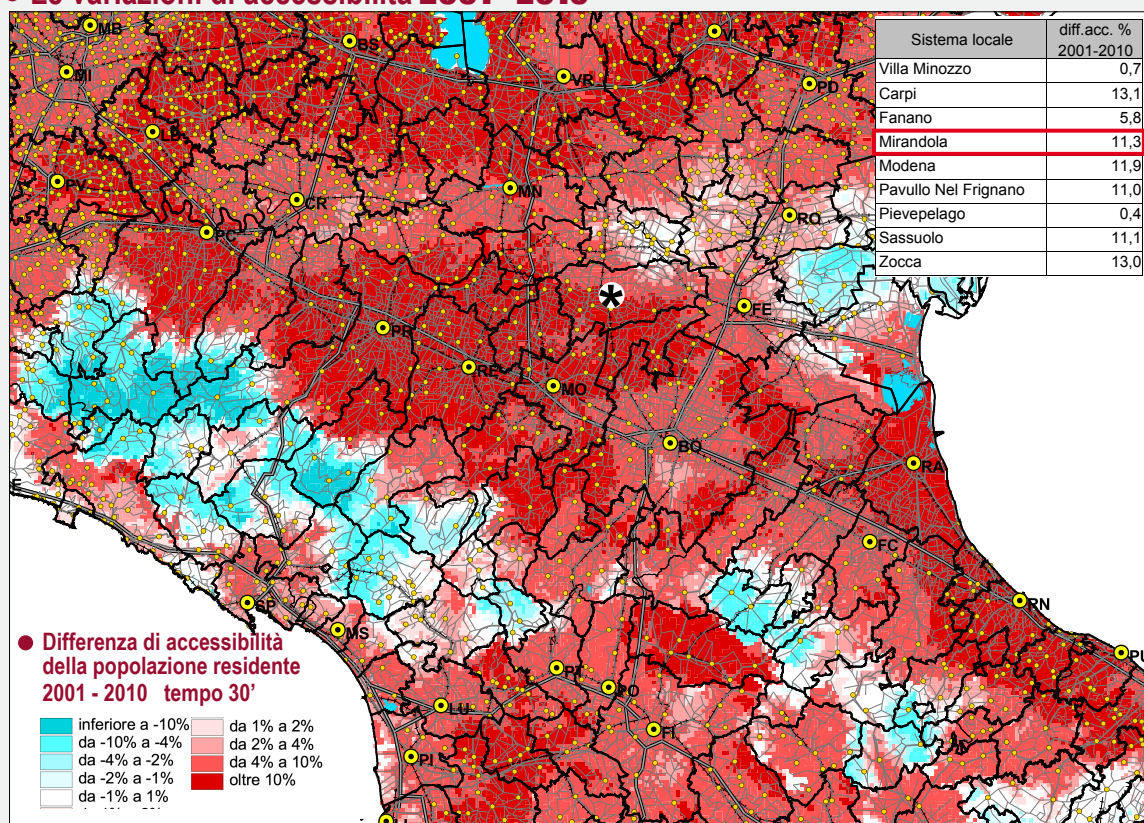 Sistema locale diff.acc. % 2001-2010
Villa Minozzo 0,7
Carpi 13,1
Fanano 5,8
Mirandola 11,3
Modena 11,9
Pavullo Nel Frignano 11,0
Pievepelago 0,4
Sassuolo 11,1
Zocca 13,0
MB
BS
VI
MI
VR
PD
PV
MN
CR
RO
PC
FE
PR
RE
MO
BO
RA
FC
RN
SP
MS
PU
PT
PO
LU
FI
PI
Differenza di accessibilità
della popolazione residente
2001 - 2010 tempo 30’
inferiore a -10%
da -10% a -4%
da -4% a -2%
da -2% a -1%
da -1% a 1%
da 1% a 2%
da 2% a 4%
da 4% a 10%
oltre 10%